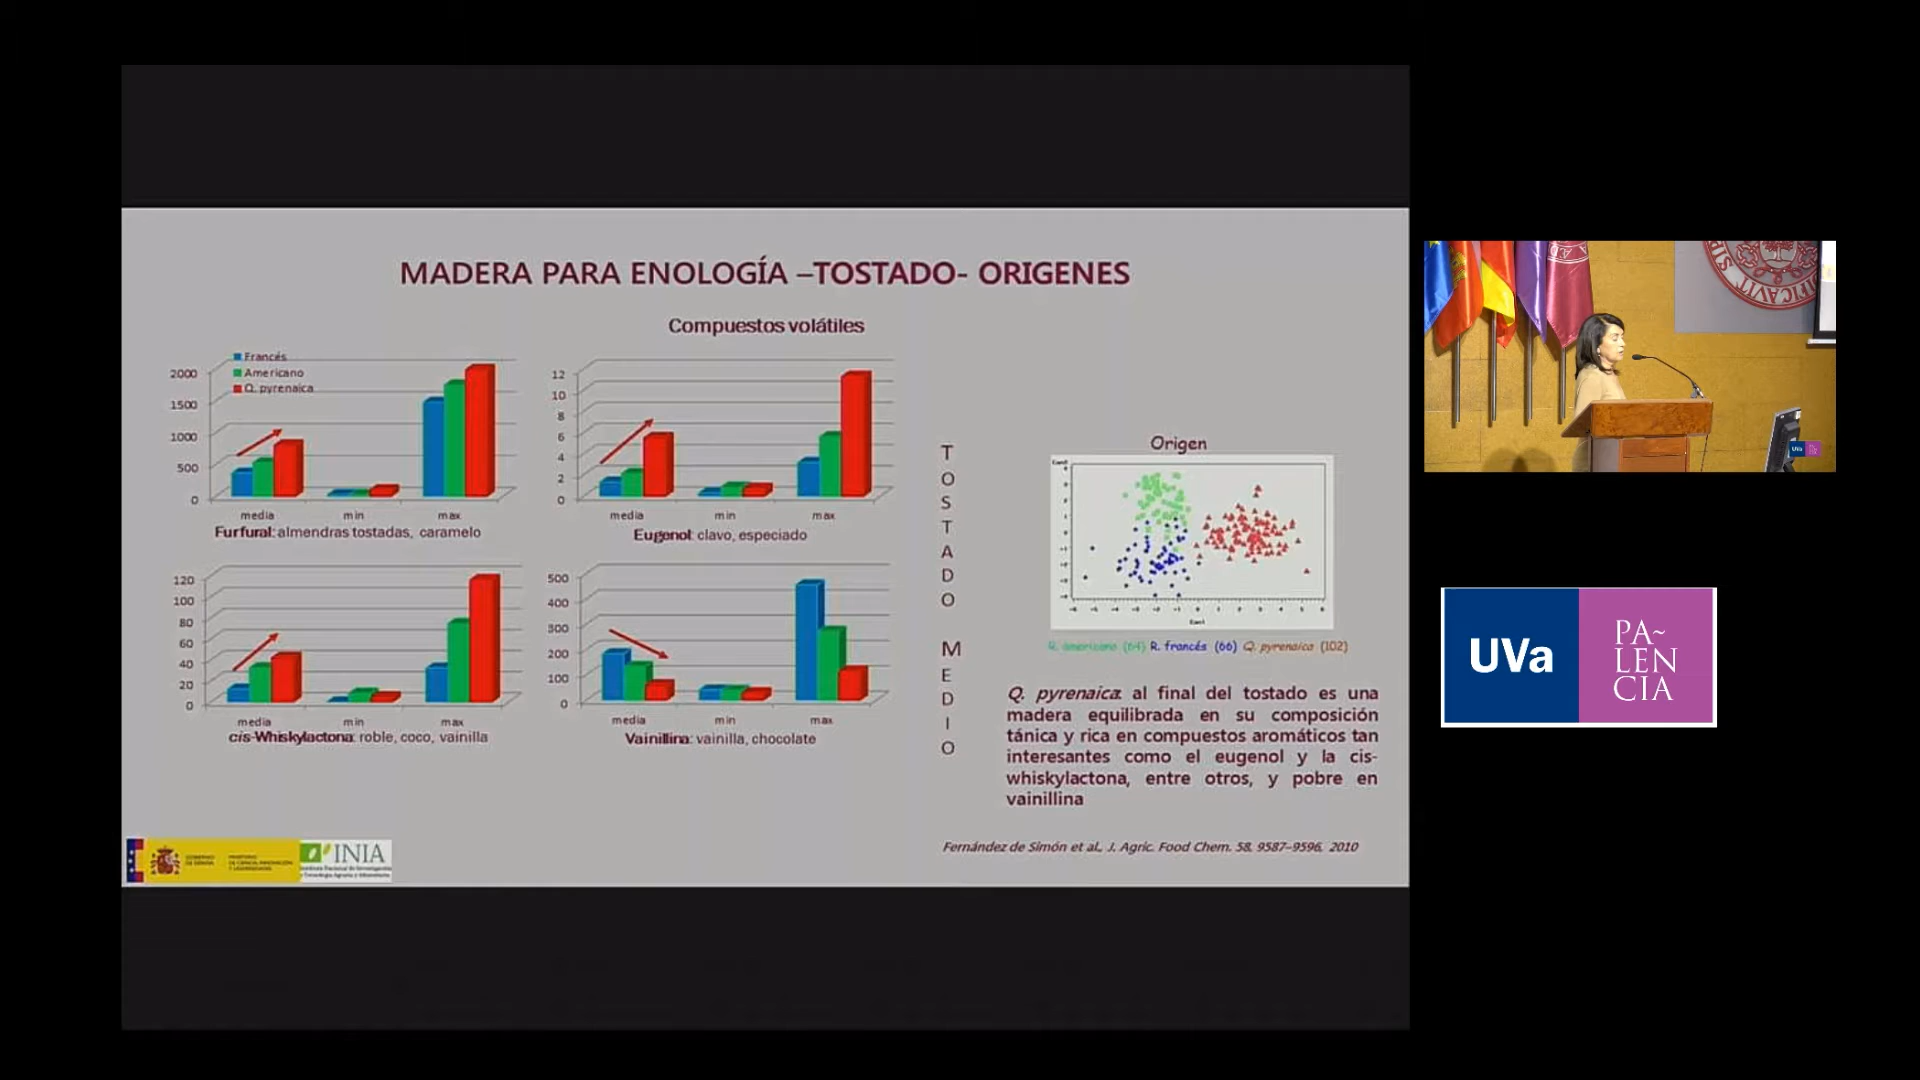 MADERA PARA ENOLOGÍA –TOSTADO- ORIGENES
Compuestos volátiles
Francés
Americano
Q. pyrenaica
2000
1500
1000
500
0
media min max
Furfural: almendras tostadas, caramelo
12
10
8
6
4
2
0
media min max
Eugenol: clavo, especiado
120
100
80
60
40
20
0
media min max
cis-Whiskylactona: roble, coco, vainilla
500
400
300
200
100
0
media min max
Vainillina: vainilla, chocolate
TOSTADO
MEDIO
Origen
R. americano (64) R. francés (66) Q. pyrenaica (102)
Q. pyrenaica: al final del tostado es una
madera equilibrada en su composición
tánica y rica en compuestos aromáticos tan
interesantes como el eugenol y la cis-
whiskylactona, entre otros, y pobre en
vainillina
Fernández de Simón et al., J. Agric. Food Chem. 58, 9587–9596, 2010
INIA
UVa
PA~
LEN
CIA